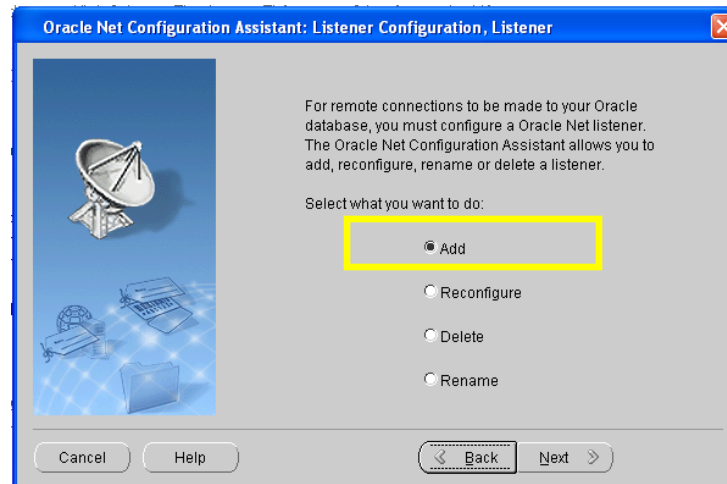 Oracle Net Configuration Assistant: Listener Configuration, Listener
For remote connections to be made to your Oracle
database, you must configure a Oracle Net listener.
The Oracle Net Configuration Assistant allows you to
add, reconfigure, rename or delete a listener.
Select what you want to do:
Add
Reconfigure
Delete
Rename
Cancel
Help
Back
Next